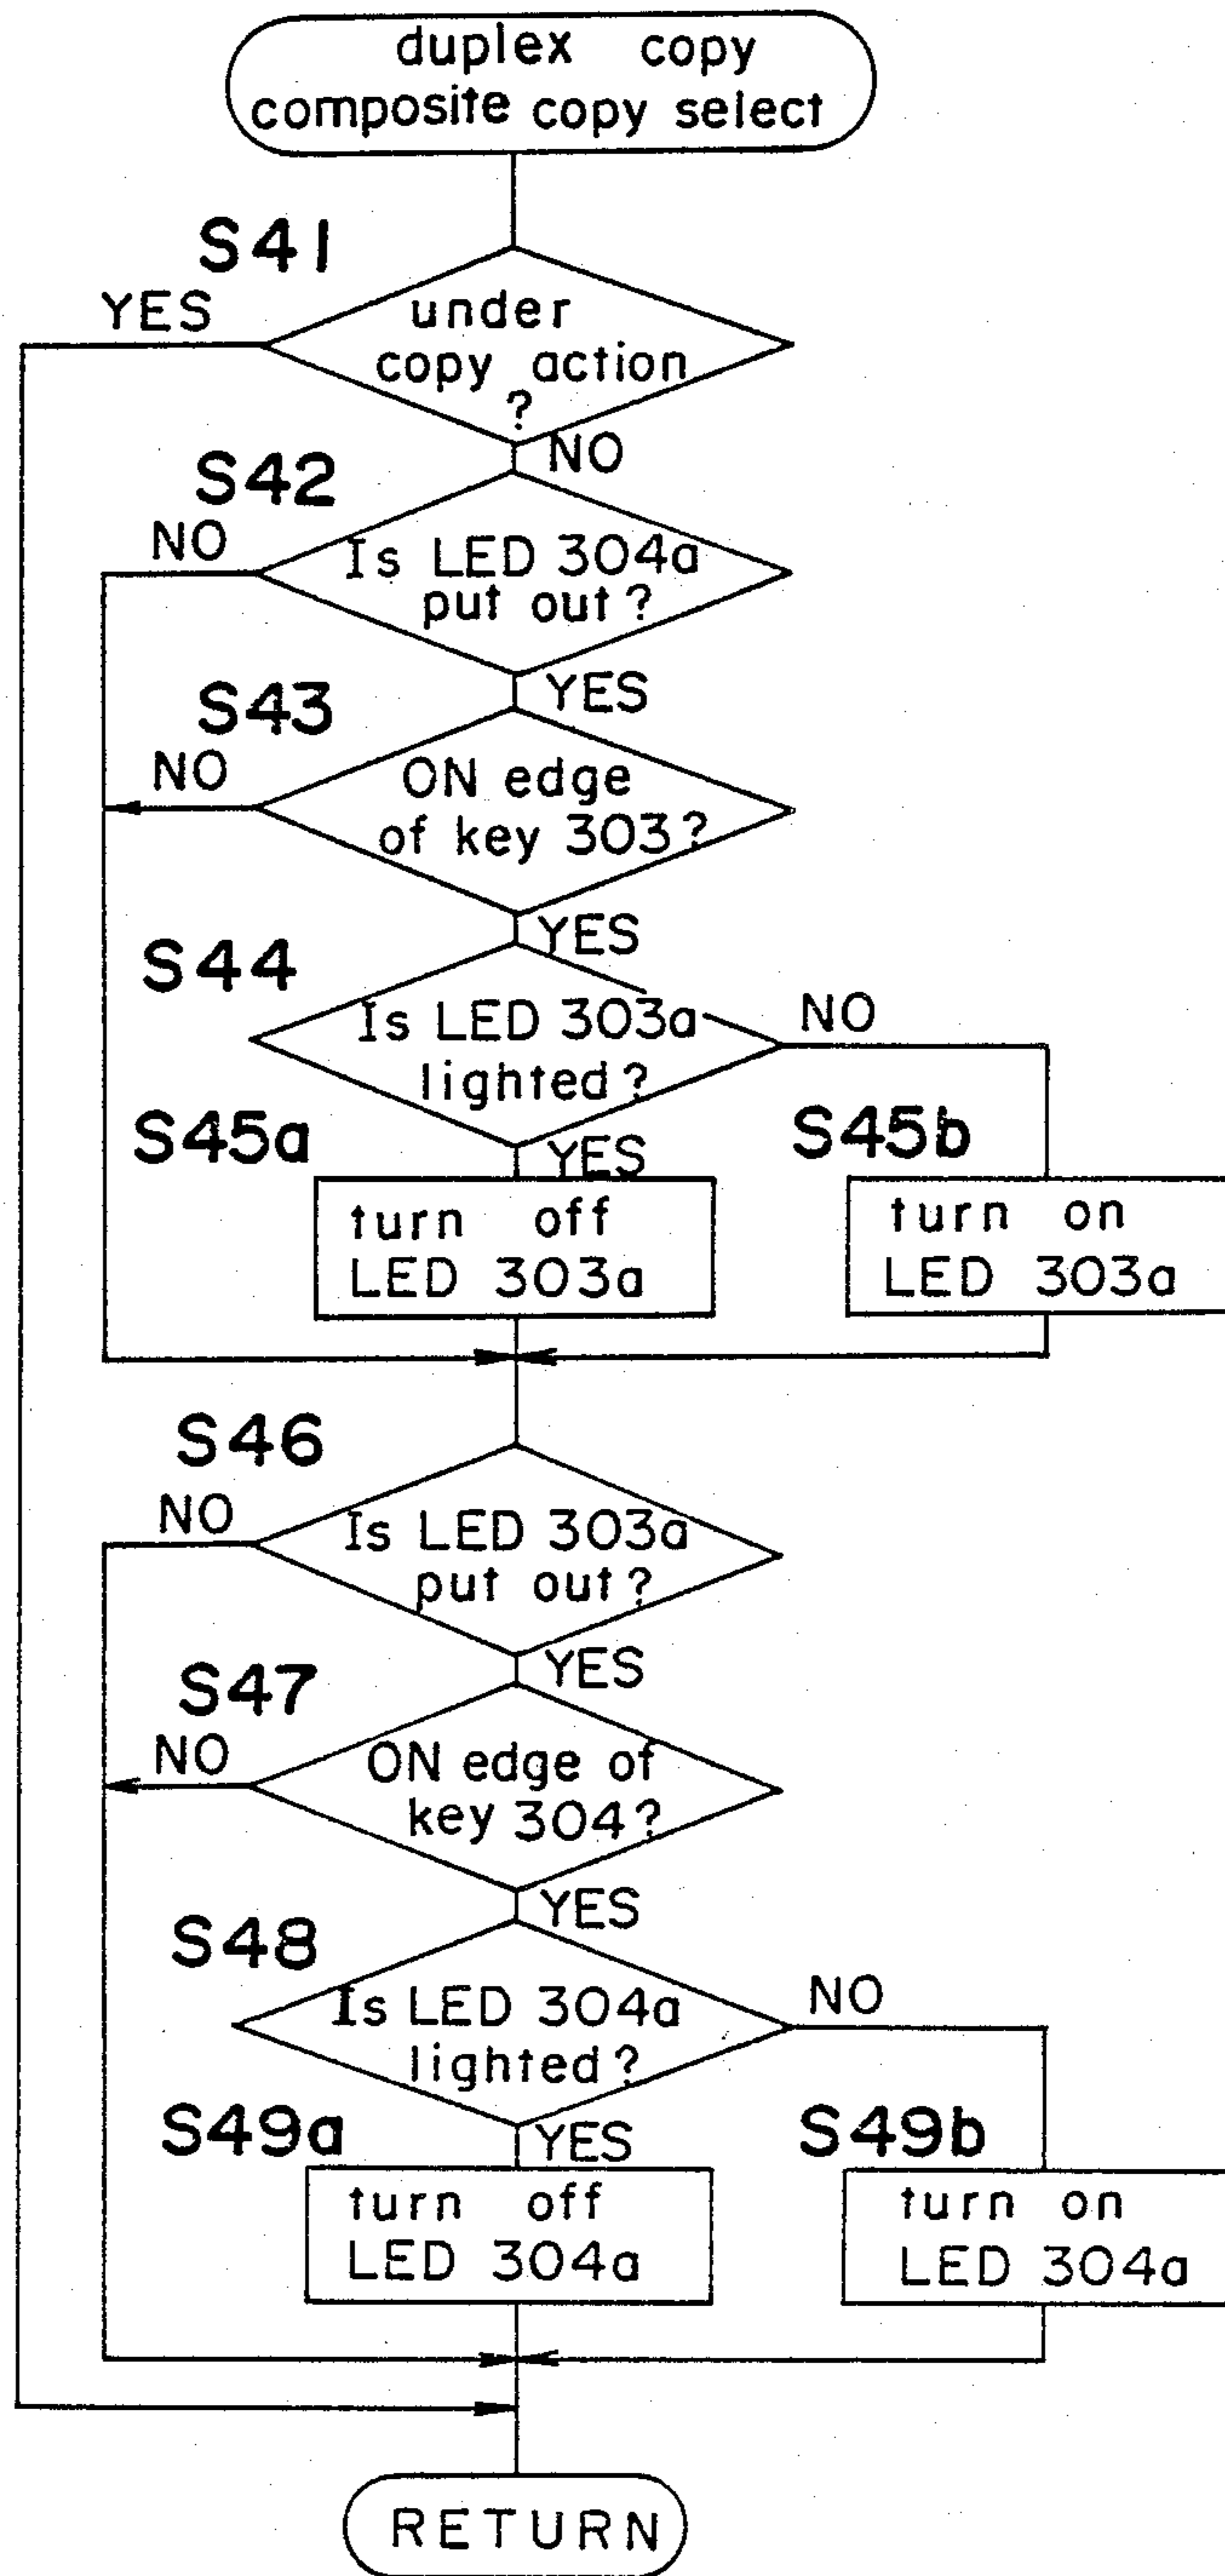 duplex copy
composite copy select
S41
YES
under
copy action
?
NO
S42
NO
Is LED 304a
put out?
YES
S43
NO
ON edge
of key 303?
YES
S44
Is LED 303a
lighted?
NO
S45a
YES
S45b
turn off
LED 303a
turn on
LED 303a
S46
NO
Is LED 303a
put out?
YES
S47
NO
ON edge of
key 304?
YES
S48
Is LED 304a
lighted?
NO
S49a
YES
S49b
turn off
LED 304a
turn on
LED 304a
RETURN